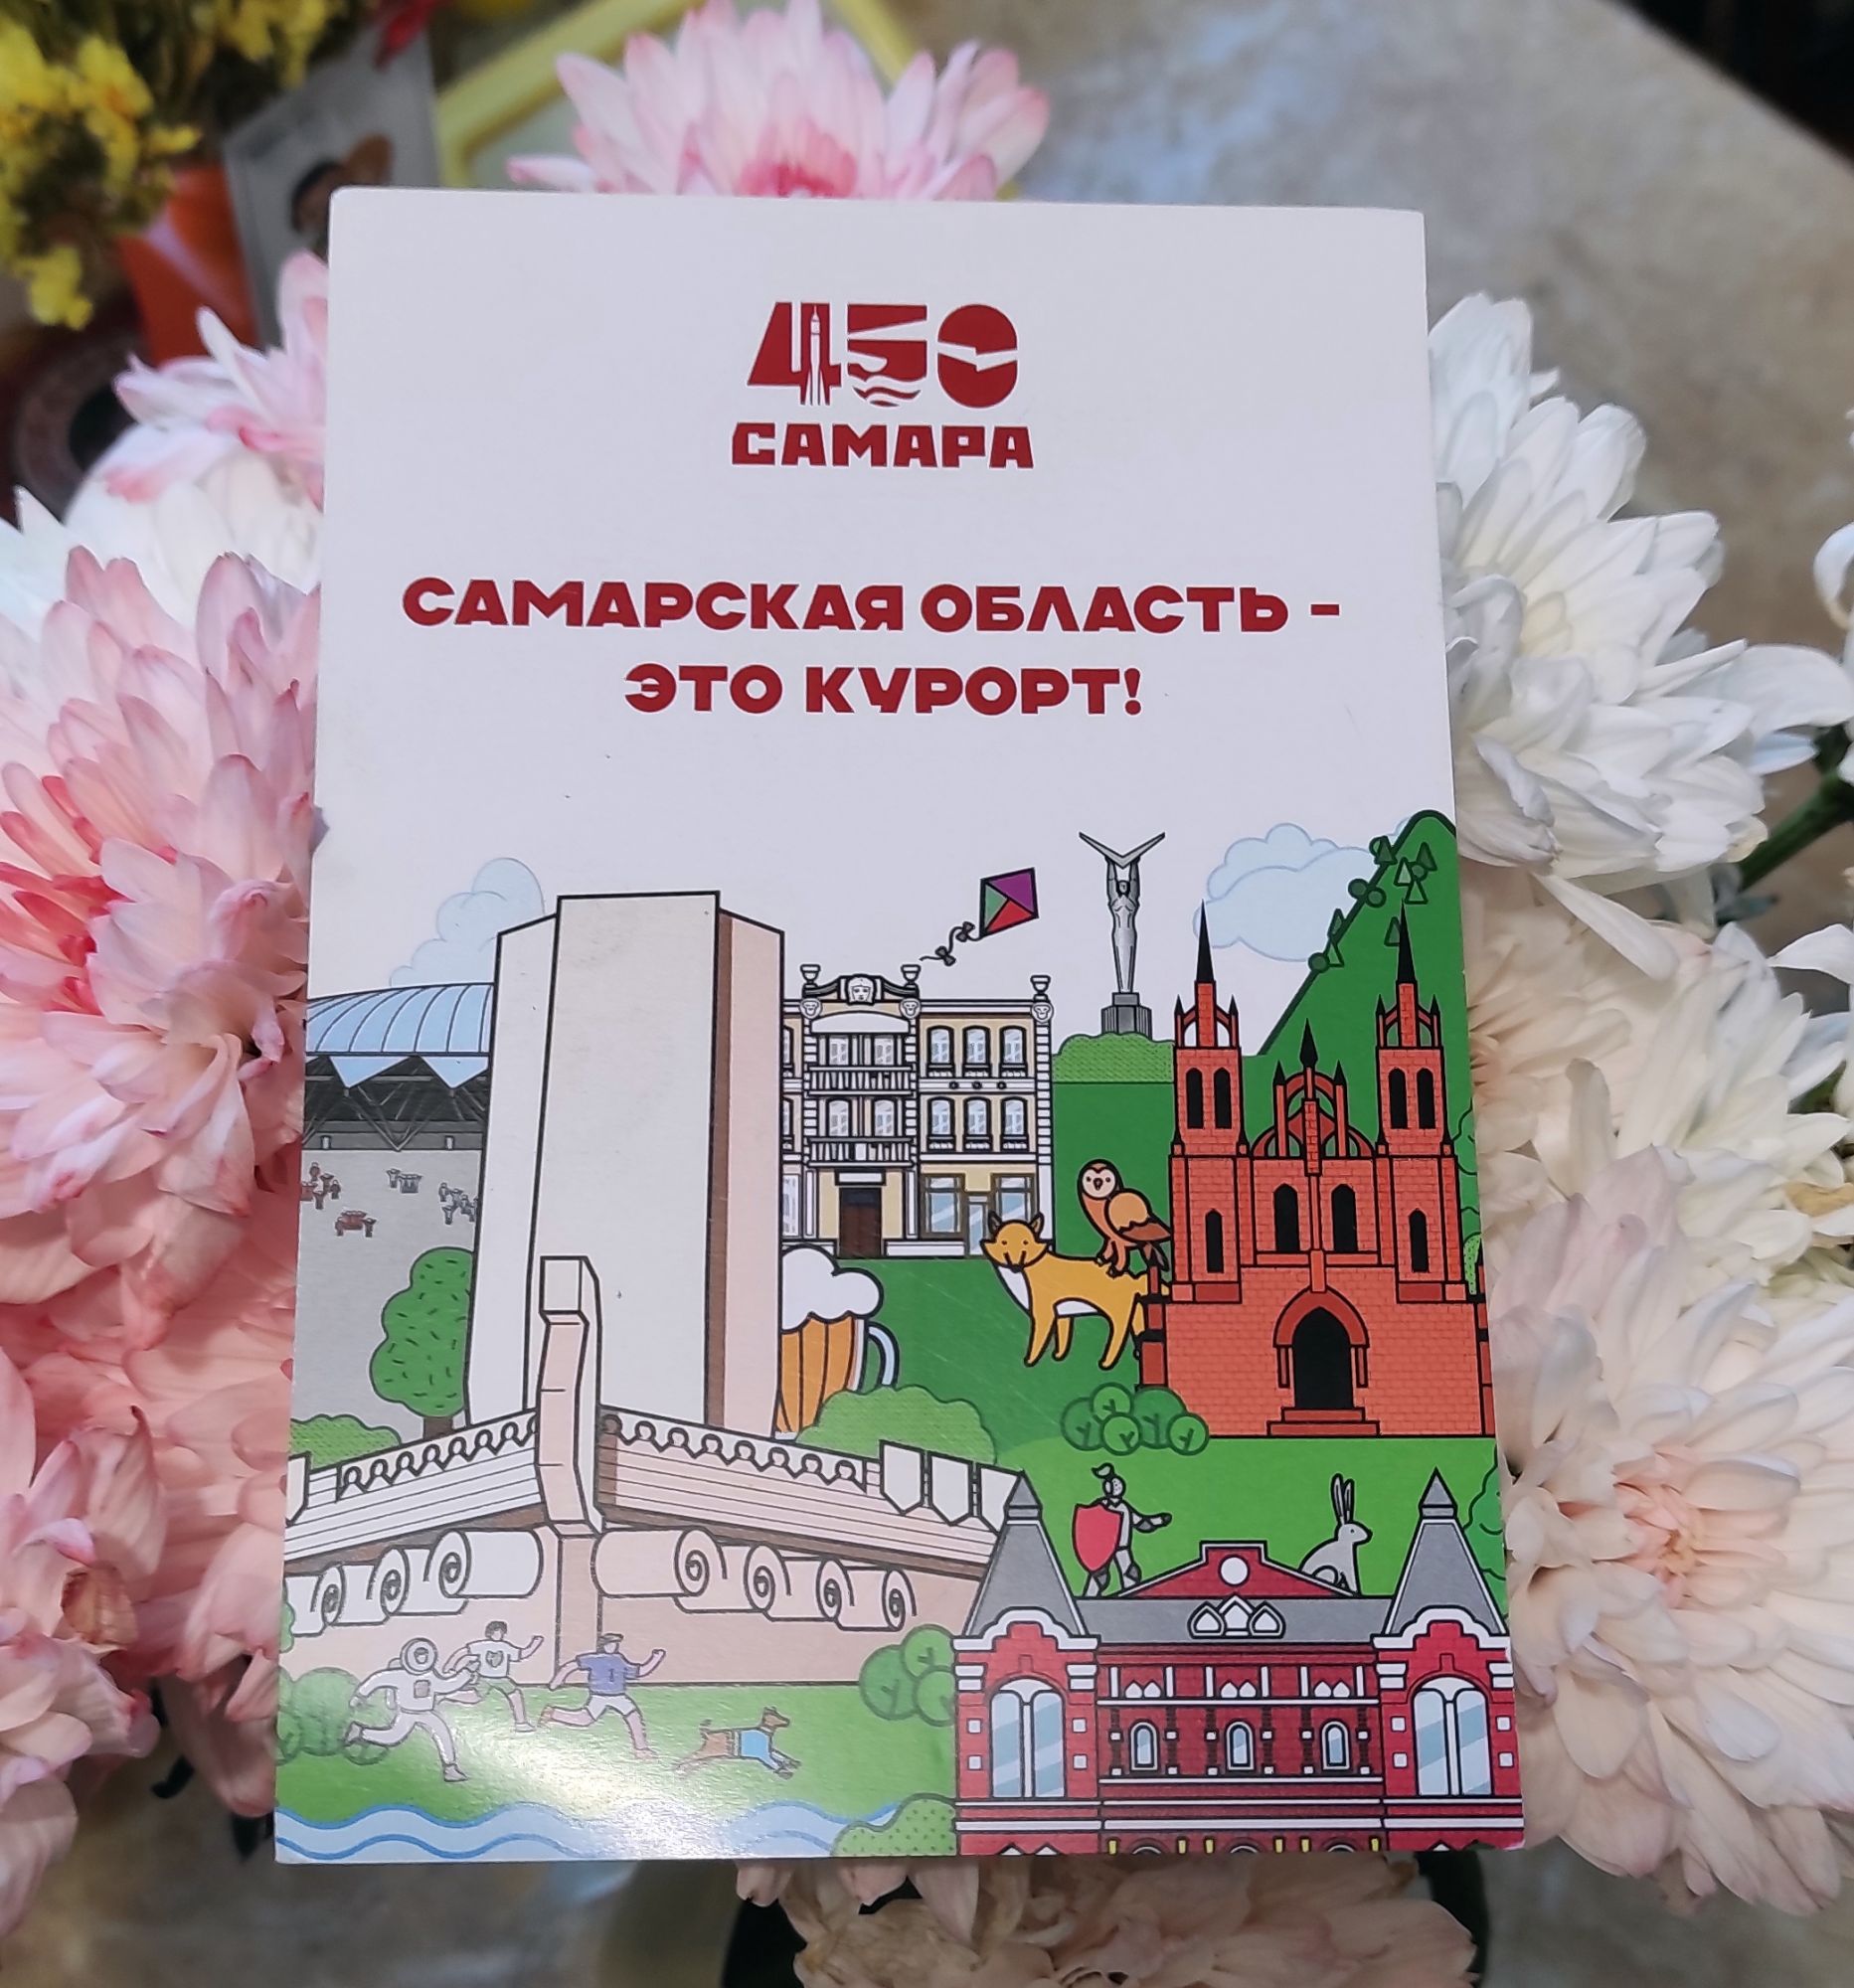 450
САМАРА
САМАРСКАЯ ОБЛАСТЬ –
ЭТО КУРОРТ!